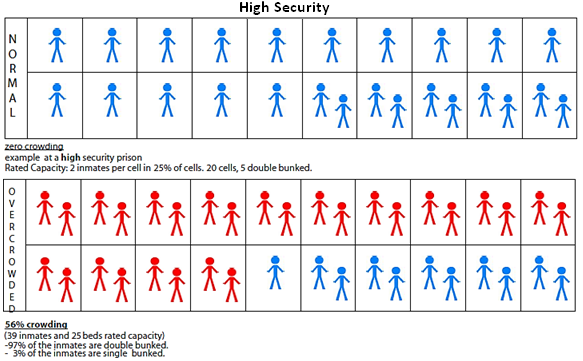 High Security
NORMAL
zero crowding
example at a high security prison
Rated Capacity: 2 inmates per cell in 25% of cells. 20 cells, 5 double bunked.
OVERCROWDED
56% crowding
(39 inmates and 25 beds rated capacity)
-97% of the inmates are double bunked.
- 3% of the inmates are single bunked.